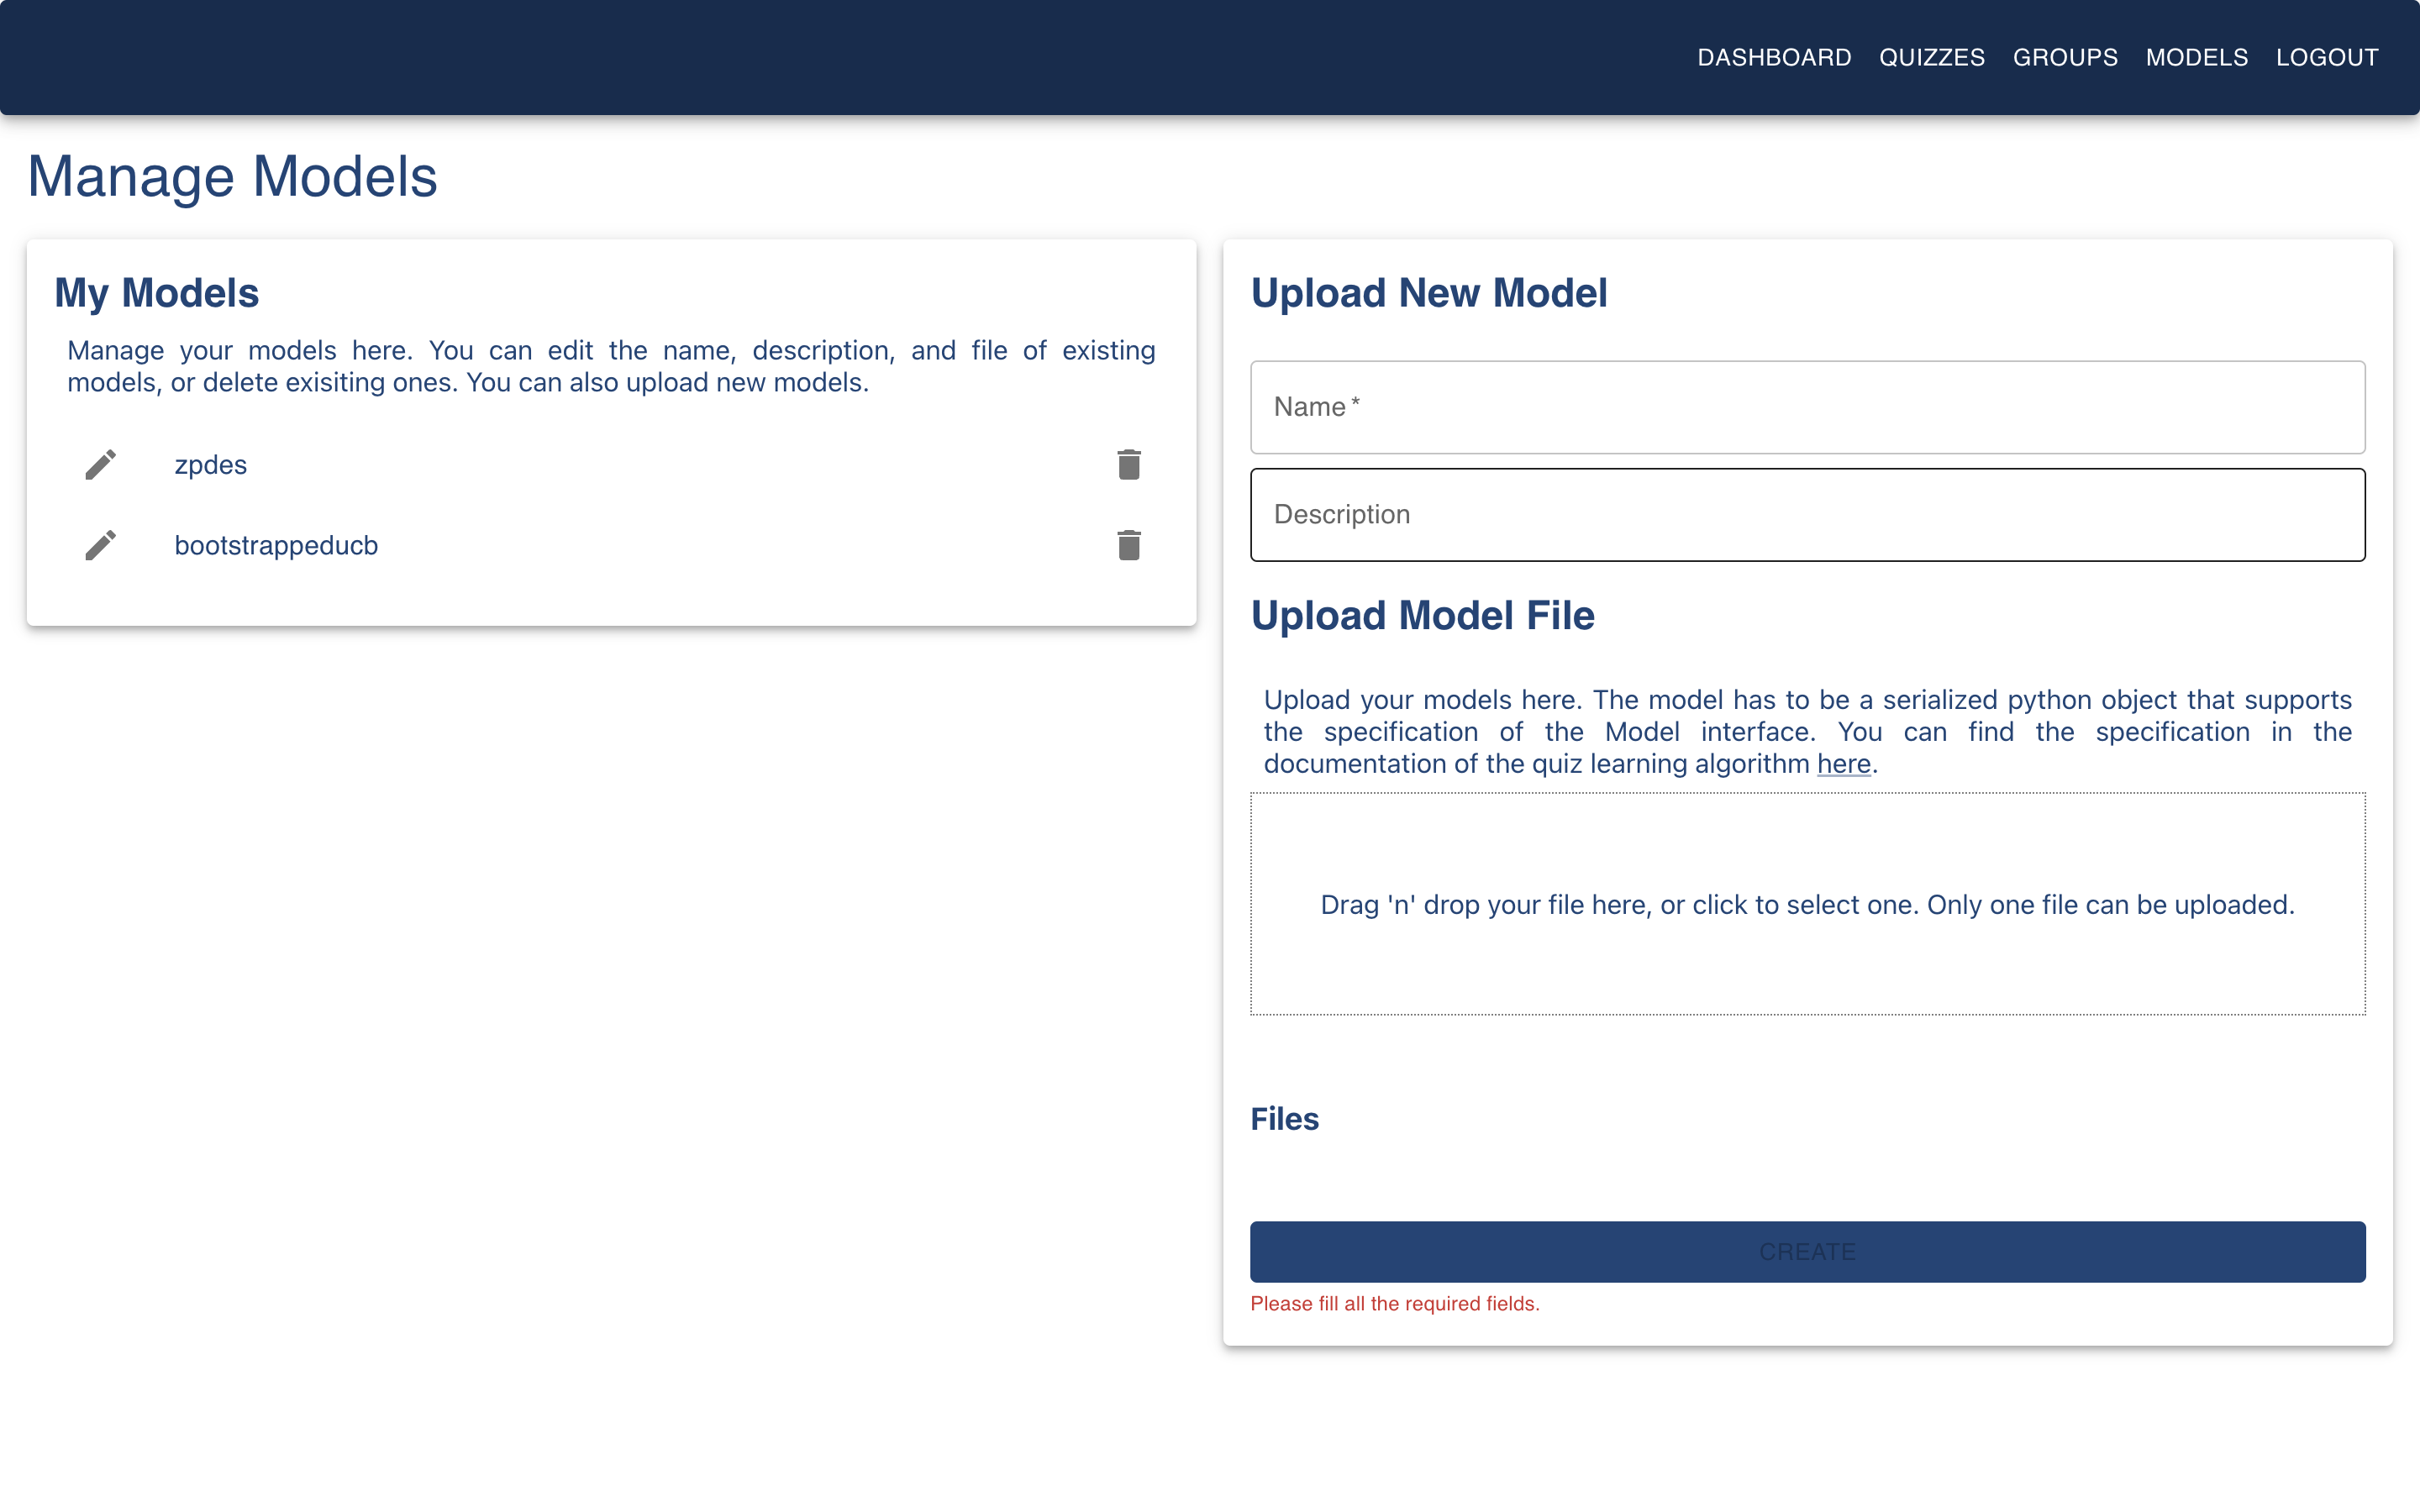 DASHBOARD QUIZZES GROUPS MODELS LOGOUT
Manage Models
My Models
Manage your models here. You can edit the name, description, and file of existing
models, or delete exisiting ones. You can also upload new models.
zpdes
bootstrappeducb
Upload New Model
Name *
Description
Upload Model File
Upload your models here. The model has to be a serialized python object that supports
the specification of the Model interface. You can find the specification in the
documentation of the quiz learning algorithm here.
Drag 'n' drop your file here, or click to select one. Only one file can be uploaded.
Files
CREATE
Please fill all the required fields.